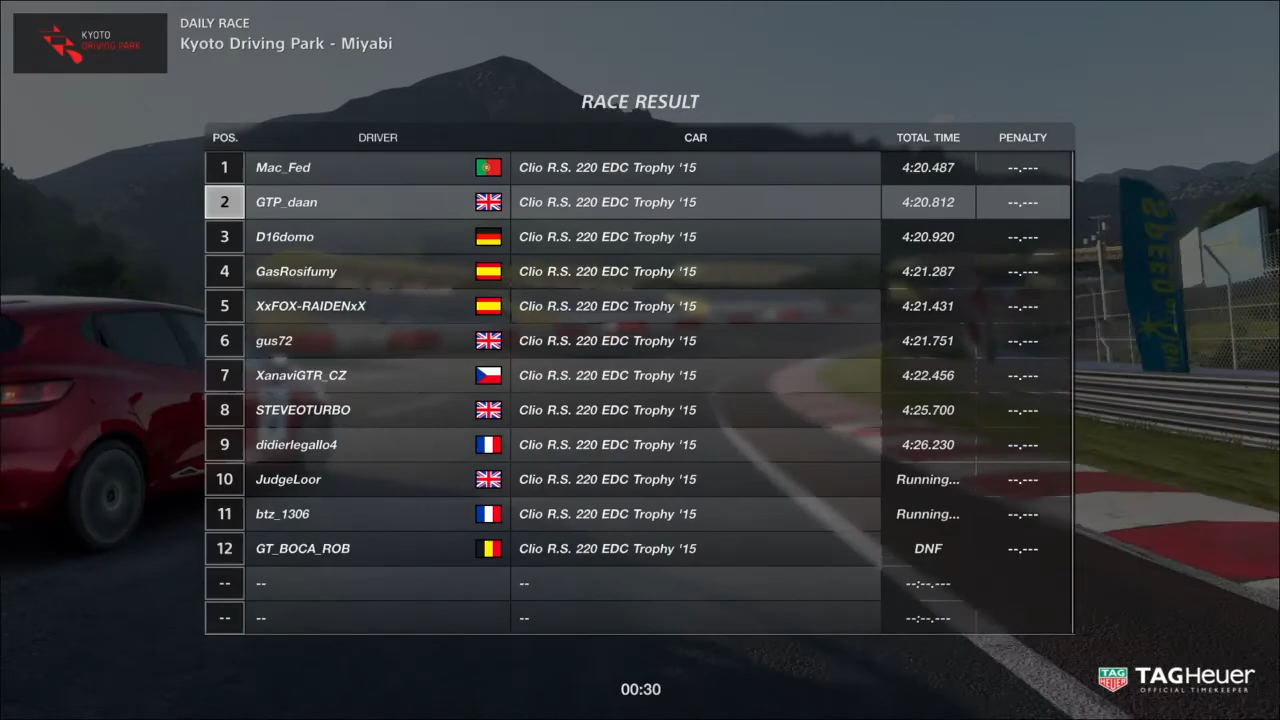 KYOTO
DRIVING PARK
DAILY RACE
Kyoto Driving Park - Miyabi
RACE RESULT
POS. DRIVER CAR TOTAL TIME PENALTY
1 Mac_Fed Clio R.S. 220 EDC Trophy '15 4:20.487 --.---
2 GTP_daan Clio R.S. 220 EDC Trophy '15 4:20.812 --.---
3 D16domo Clio R.S. 220 EDC Trophy '15 4:20.920 --.---
4 GasRosifumy Clio R.S. 220 EDC Trophy '15 4:21.287 --.---
5 XxFOX-RAIDENxX Clio R.S. 220 EDC Trophy '15 4:21.431 --.---
6 gus72 Clio R.S. 220 EDC Trophy '15 4:21.751 --.---
7 XanaviGTR_CZ Clio R.S. 220 EDC Trophy '15 4:22.456 --.---
8 STEVEOTURBO Clio R.S. 220 EDC Trophy '15 4:25.700 --.---
9 didierlegallo4 Clio R.S. 220 EDC Trophy '15 4:26.230 --.---
10 JudgeLoor Clio R.S. 220 EDC Trophy '15 Running... --.---
11 btz_1306 Clio R.S. 220 EDC Trophy '15 Running... --.---
12 GT_BOCA_ROB Clio R.S. 220 EDC Trophy '15 DNF --.---
-- -- -- --:--.---
-- -- -- --:--.---
SPEED
00:30
TAG
HEUER
TAGHeuer
OFFICIAL TIMEKEEPER